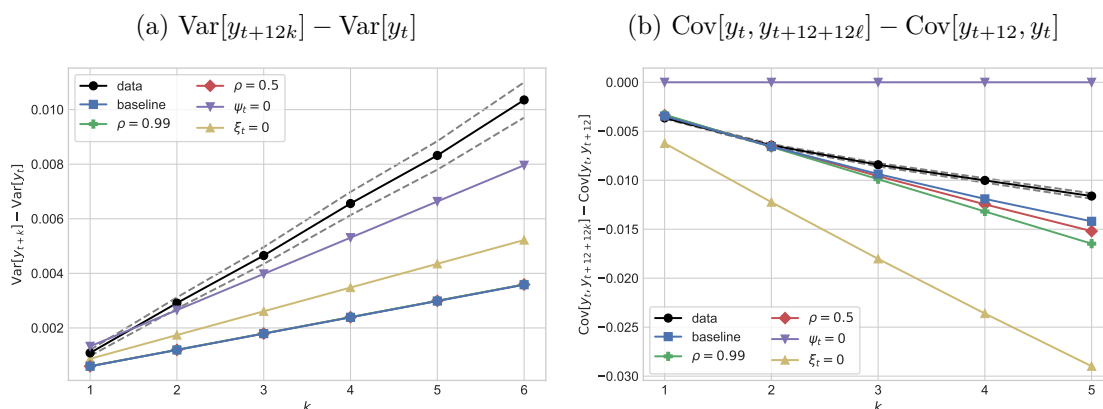 (a) Var[y_{t+12k}] − Var[y_t]
Var[y_{t+k}] − Var[y_t]
0.010
0.008
0.006
0.004
0.002
data
baseline
ρ = 0.99
ρ = 0.5
ψ_t = 0
ξ_t = 0
1 2 3 4 5 6
k
(b) Cov[y_t, y_{t+12+12ℓ}] − Cov[y_{t+12}, y_t]
Cov[y_t, y_{t+12+12k}] − Cov[y_t, y_{t+12}]
0.000
−0.005
−0.010
−0.015
−0.020
−0.025
−0.030
data
baseline
ρ = 0.99
ρ = 0.5
ψ_t = 0
ξ_t = 0
1 2 3 4 5
k